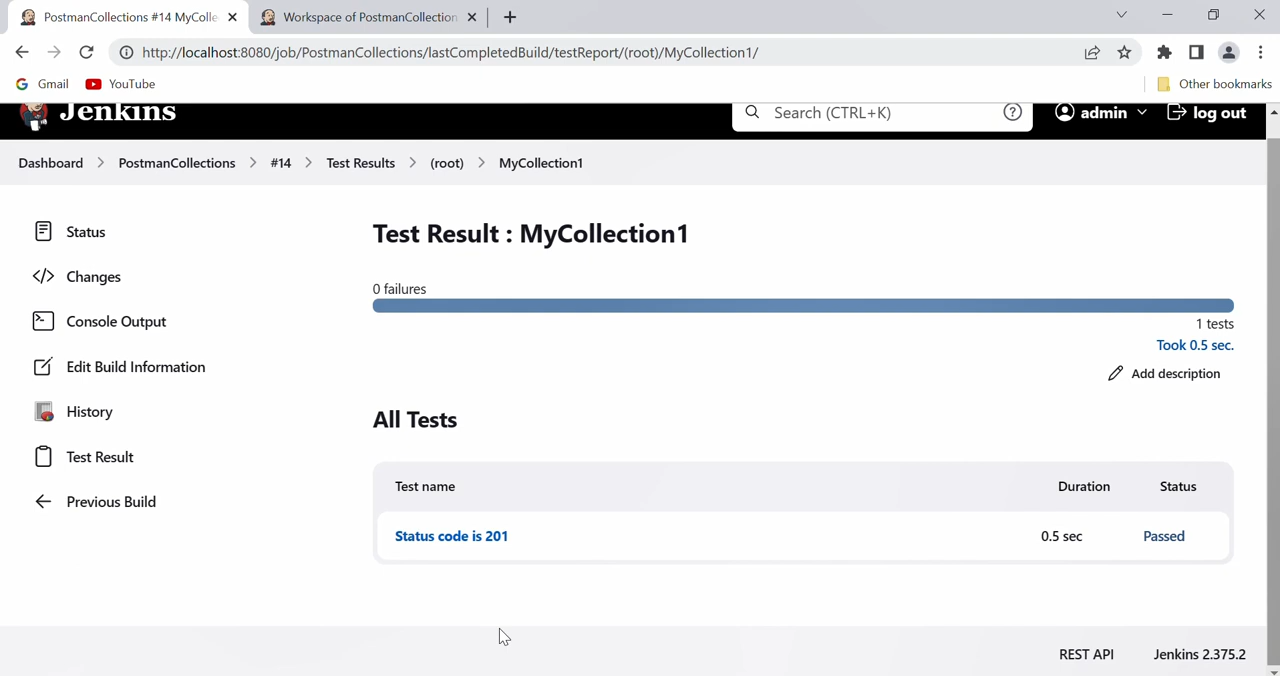 PostmanCollections #14 MyColle
Workspace of PostmanCollection
http://localhost:8080/job/PostmanCollections/lastCompletedBuild/testReport/(root)/MyCollection1/
Gmail
YouTube
Other bookmarks
Jenkins
Search (CTRL+K)
?
admin
log out
Dashboard
PostmanCollections
#14
Test Results
(root)
MyCollection1
Status
Changes
Console Output
Edit Build Information
History
Test Result
Previous Build
Test Result : MyCollection1
0 failures
1 tests
Took 0.5 sec.
Add description
All Tests
Test name Duration Status
Status code is 201 0.5 sec Passed
REST API
Jenkins 2.375.2